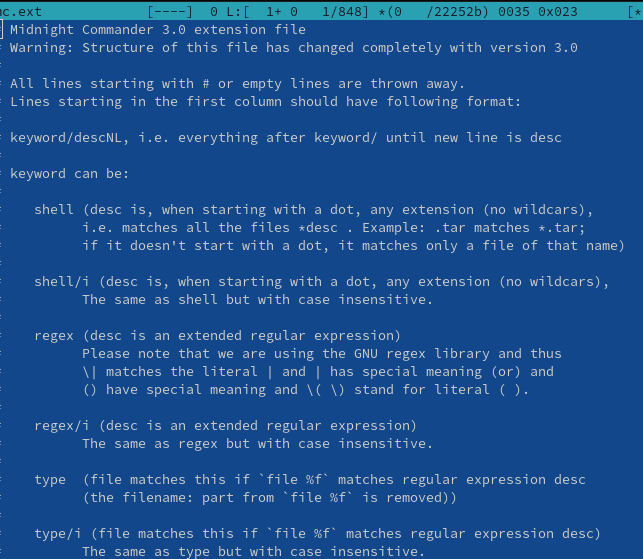 c.ext [----] 0 L:[ 1+ 0 1/848] *(0 /22252b) 0035 0x023 [*
Midnight Commander 3.0 extension file
Warning: Structure of this file has changed completely with version 3.0
All lines starting with # or empty lines are thrown away.
Lines starting in the first column should have following format:
keyword/descNL, i.e. everything after keyword/ until new line is desc
keyword can be:
shell (desc is, when starting with a dot, any extension (no wildcars),
i.e. matches all the files *desc . Example: .tar matches *.tar;
if it doesn't start with a dot, it matches only a file of that name)
shell/i (desc is, when starting with a dot, any extension (no wildcars),
The same as shell but with case insensitive.
regex (desc is an extended regular expression)
Please note that we are using the GNU regex library and thus
\| matches the literal | and | has special meaning (or) and
() have special meaning and \( \) stand for literal ( ).
regex/i (desc is an extended regular expression)
The same as regex but with case insensitive.
type (file matches this if `file %f` matches regular expression desc
(the filename: part from `file %f` is removed))
type/i (file matches this if `file %f` matches regular expression desc)
The same as type but with case insensitive.